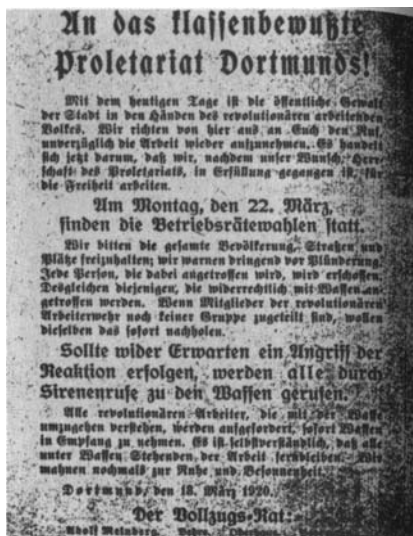 An das klassenbewußte
Proletariat Dortmunds!
Mit dem heutigen Tage ist die öffentliche Gewalt
der Stadt in den Händen des revolutionären arbeitenden
Volkes. Wir richten von hier aus an Euch den Ruf,
unverzüglich die Arbeit wieder aufzunehmen. Es handelt
sich jetzt darum, daß wir, nachdem unser Wunsch, Herr-
schaft des Proletariats, in Erfüllung gegangen ist, für
die Freiheit arbeiten.
Am Montag, den 22. März,
finden die Betriebsrätewahlen statt.
Wir bitten die gesamte Bevölkerung, Straßen und
Plätze freizuhalten; wir warnen dringend vor Plünderung.
Jede Person, die dabei angetroffen wird, wird erschossen.
Desgleichen diejenigen, die widerrechtlich mit Waffen an-
getroffen werden. Wenn Mitglieder der revolutionären
Arbeiterwehr noch keiner Gruppe zugeteilt sind, wollen
dieselben das sofort nachholen.
Sollte wider Erwarten ein Angriff der
Reaktion erfolgen, werden alle durch
Sirenenrufe zu den Waffen gerufen.
Alle revolutionären Arbeiter, die mit der Waffe
umzugehen verstehen, werden aufgefordert, sofort Waffen
in Empfang zu nehmen. Es ist selbstverständlich, daß alle
unter Waffen Stehenden der Arbeit fernbleiben. Wir
mahnen nochmals zur Ruhe und Besonnenheit.
Dortmund, den 18. März 1920.
Der Vollzugs-Rat:
Adolf Meinberg.